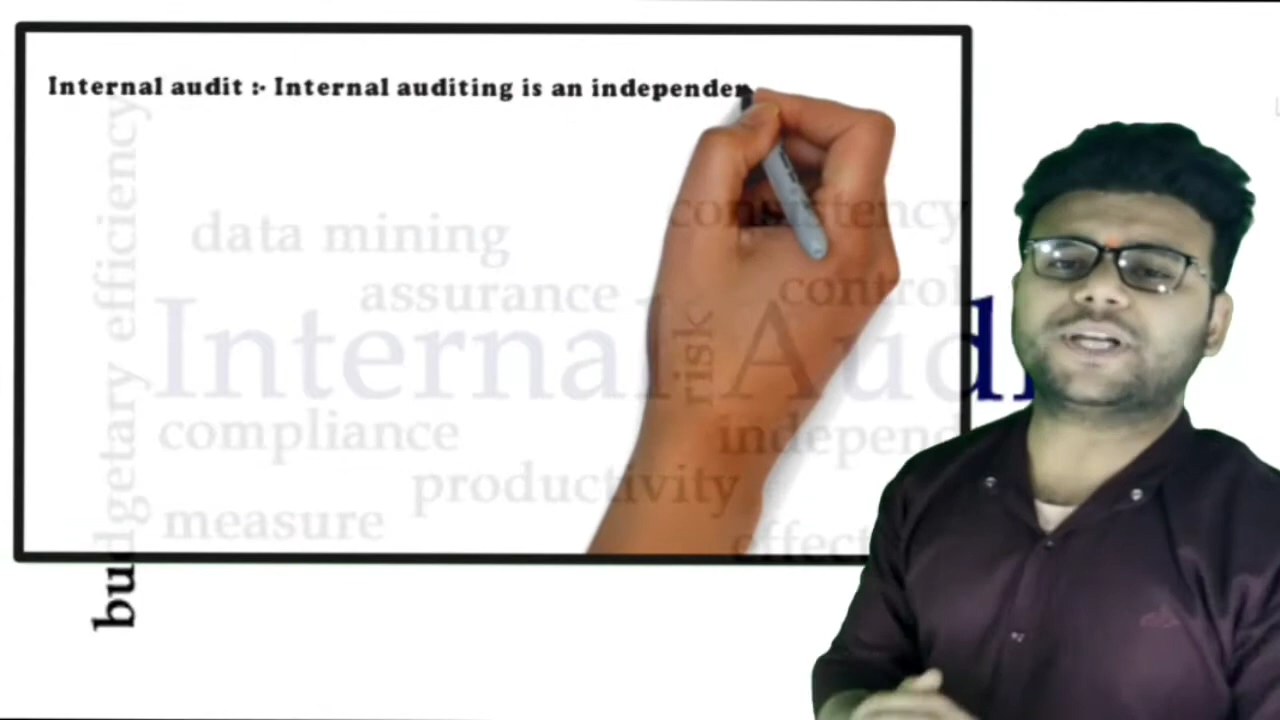 Internal audit :- Internal auditing is an independen
budgetary efficiency
data mining
consistency
assurance
control
Internal Audi
risk
compliance
independ
productivity
measure
effect